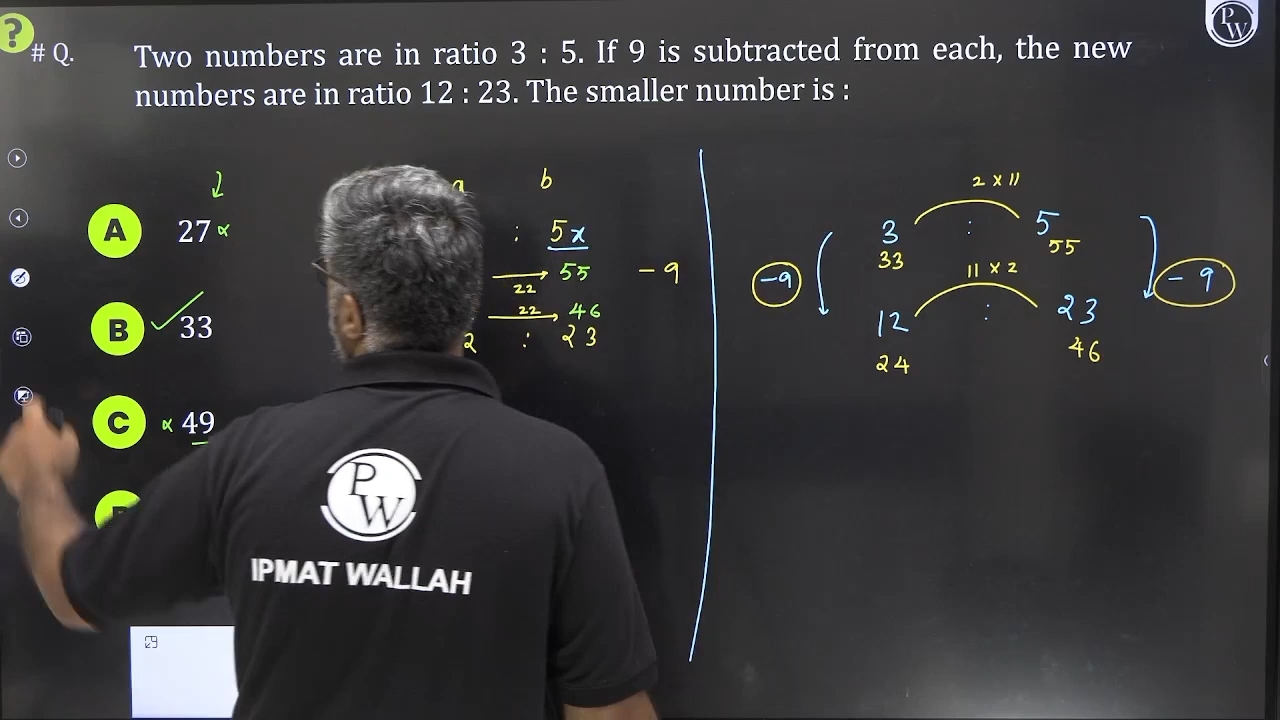 ?
# Q. Two numbers are in ratio 3 : 5. If 9 is subtracted from each, the new
numbers are in ratio 12 : 23. The smaller number is :
PW
A 27
B 33
C 49
a b
: 5x
22 55 - 9
22 46
2 : 23
2 x 11
3 : 5
33 55
-9 11 x 2 - 9
12 : 23
24 46
PW
IPMAT WALLAH